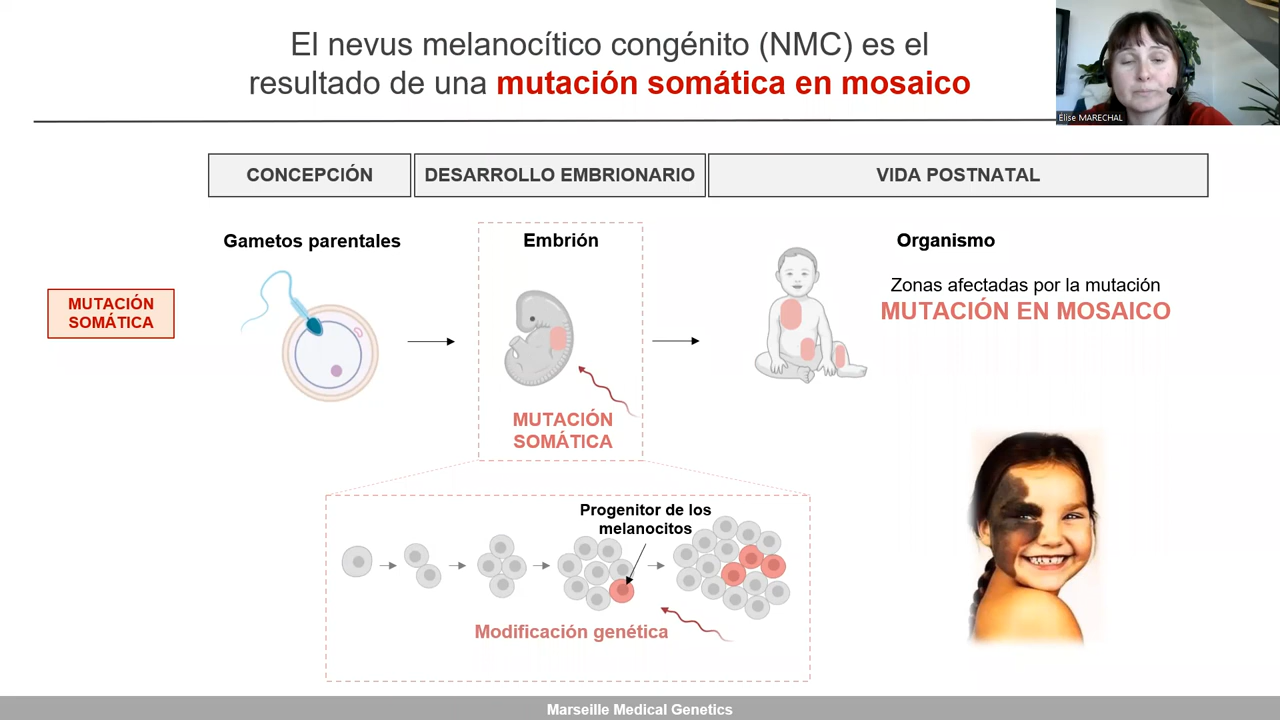 El nevus melanocítico congénito (NMC) es el
resultado de una mutación somática en mosaico
Élise MARECHAL
CONCEPCIÓN
DESARROLLO EMBRIONARIO
VIDA POSTNATAL
Gametos parentales
Embrión
Organismo
Zonas afectadas por la mutación
MUTACIÓN EN MOSAICO
MUTACIÓN
SOMÁTICA
MUTACIÓN
SOMÁTICA
Progenitor de los
melanocitos
Modificación genética
Marseille Medical Genetics